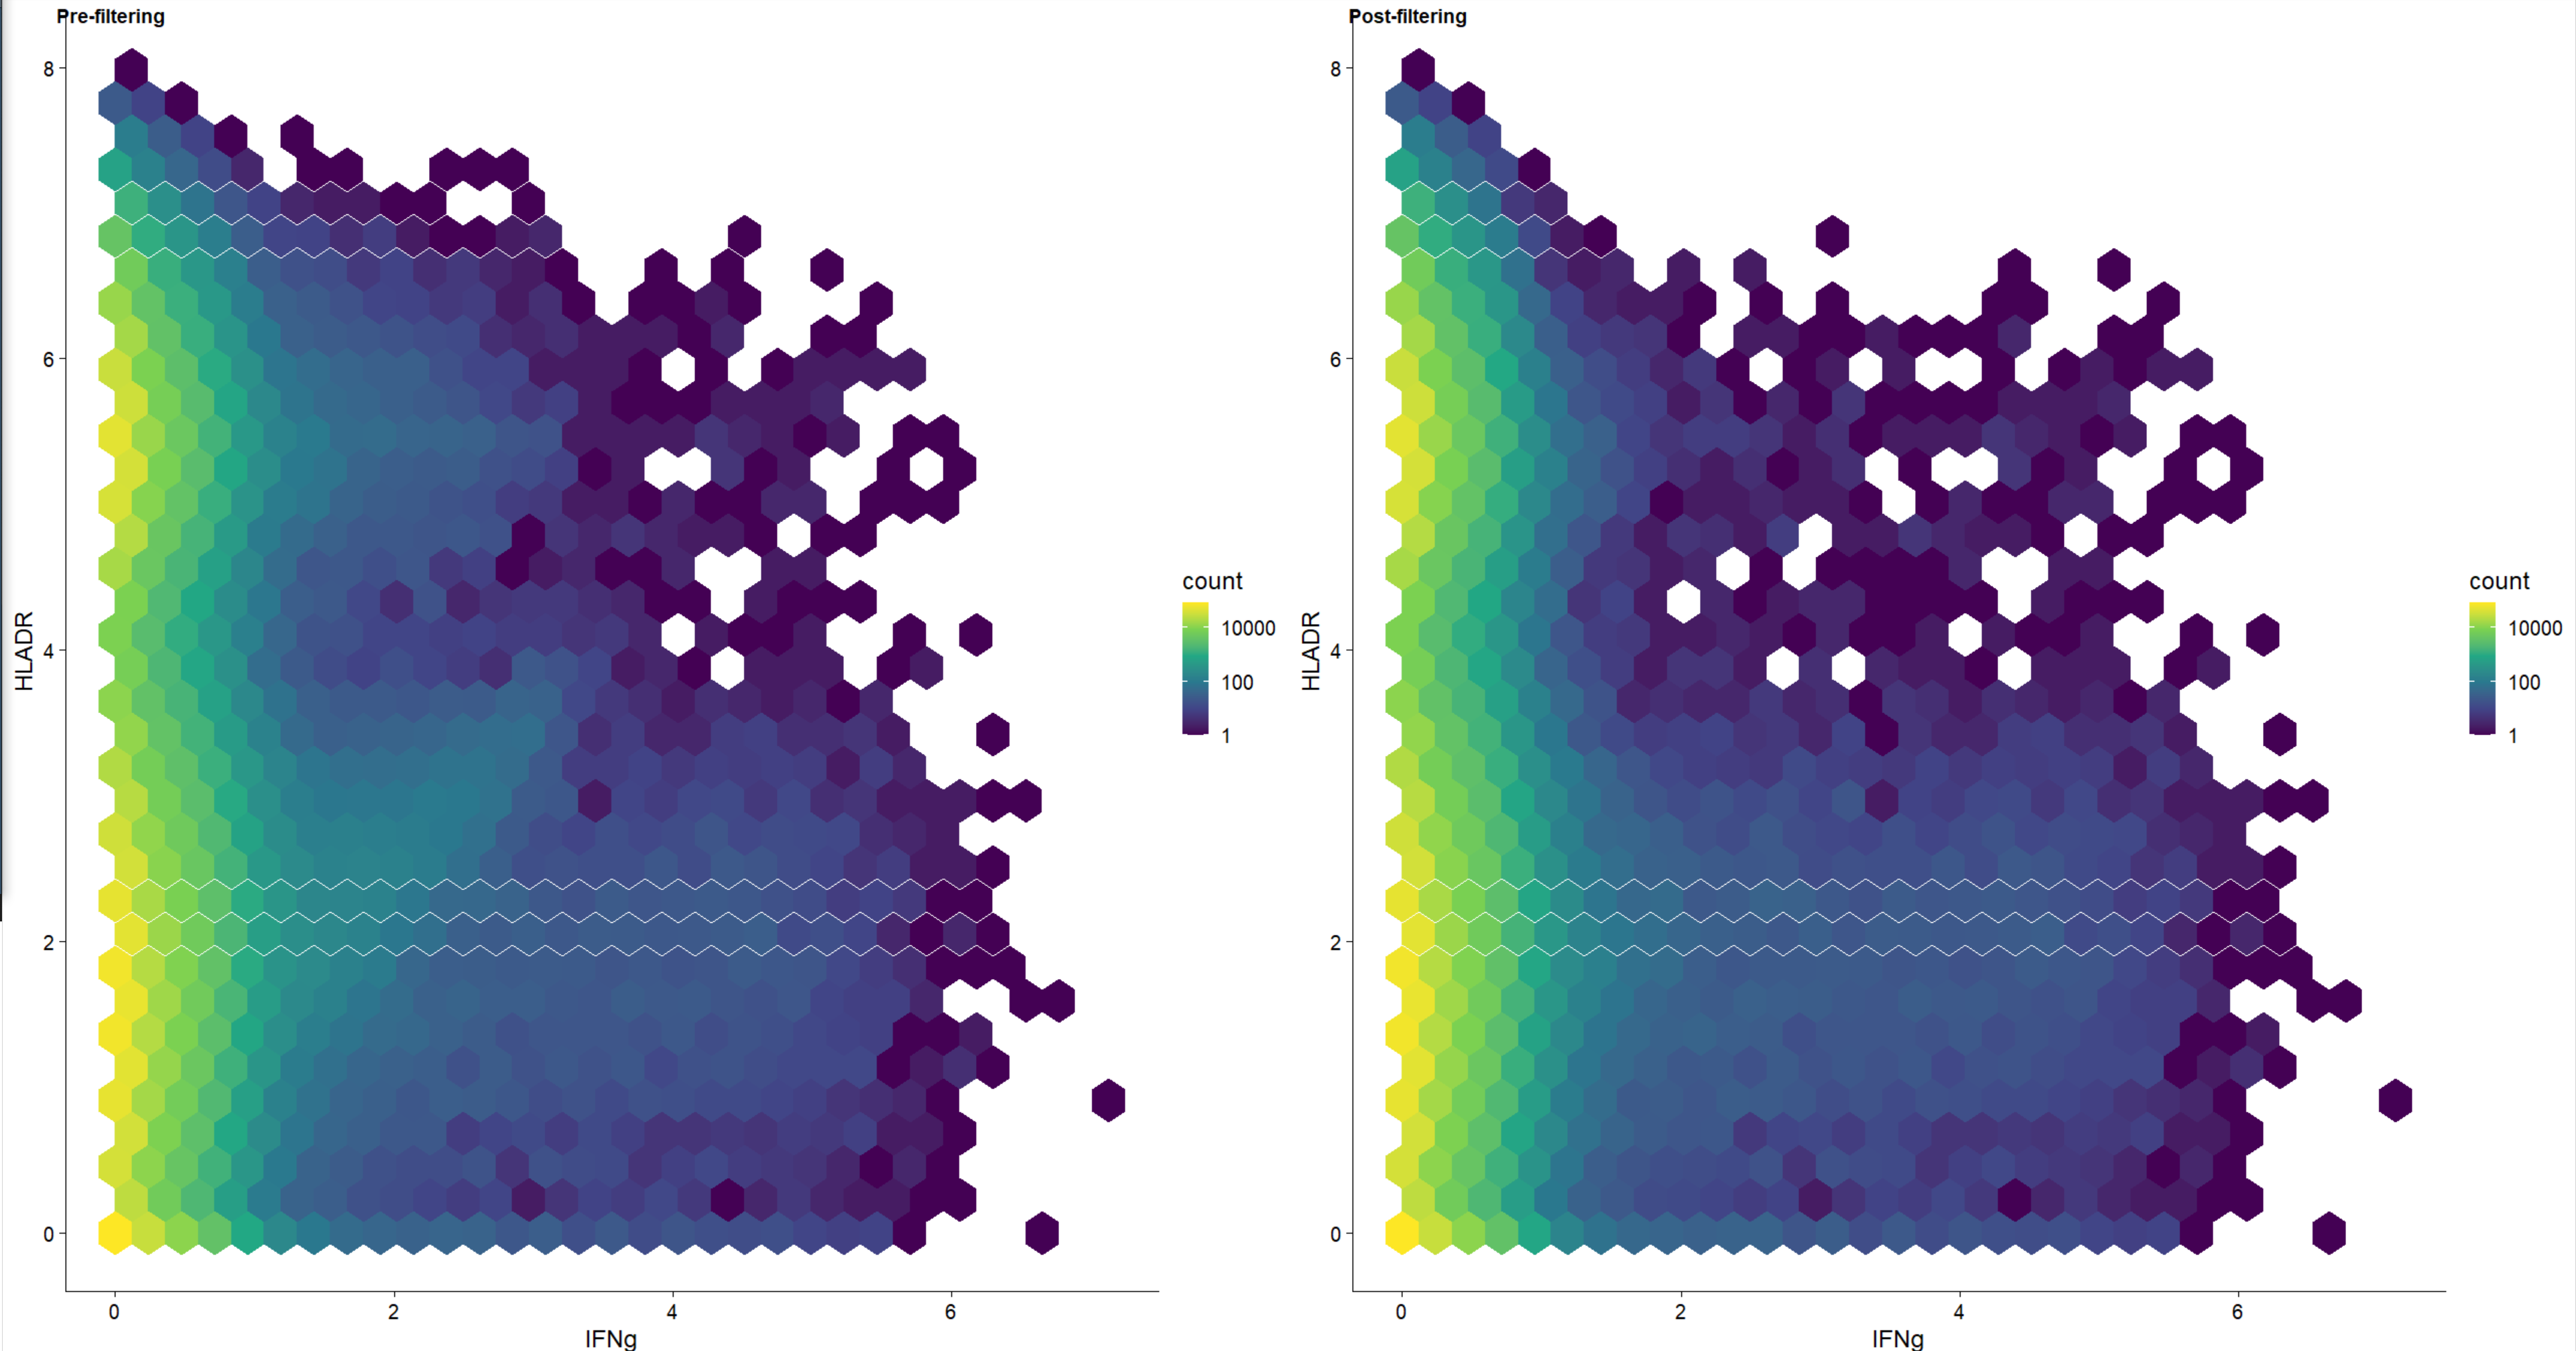 Pre-filtering
8
6
4
2
0
HLADR
0 2 4 6
IFNg
count
10000
100
1
Post-filtering
8
6
4
2
0
HLADR
0 2 4 6
IFNg
count
10000
100
1